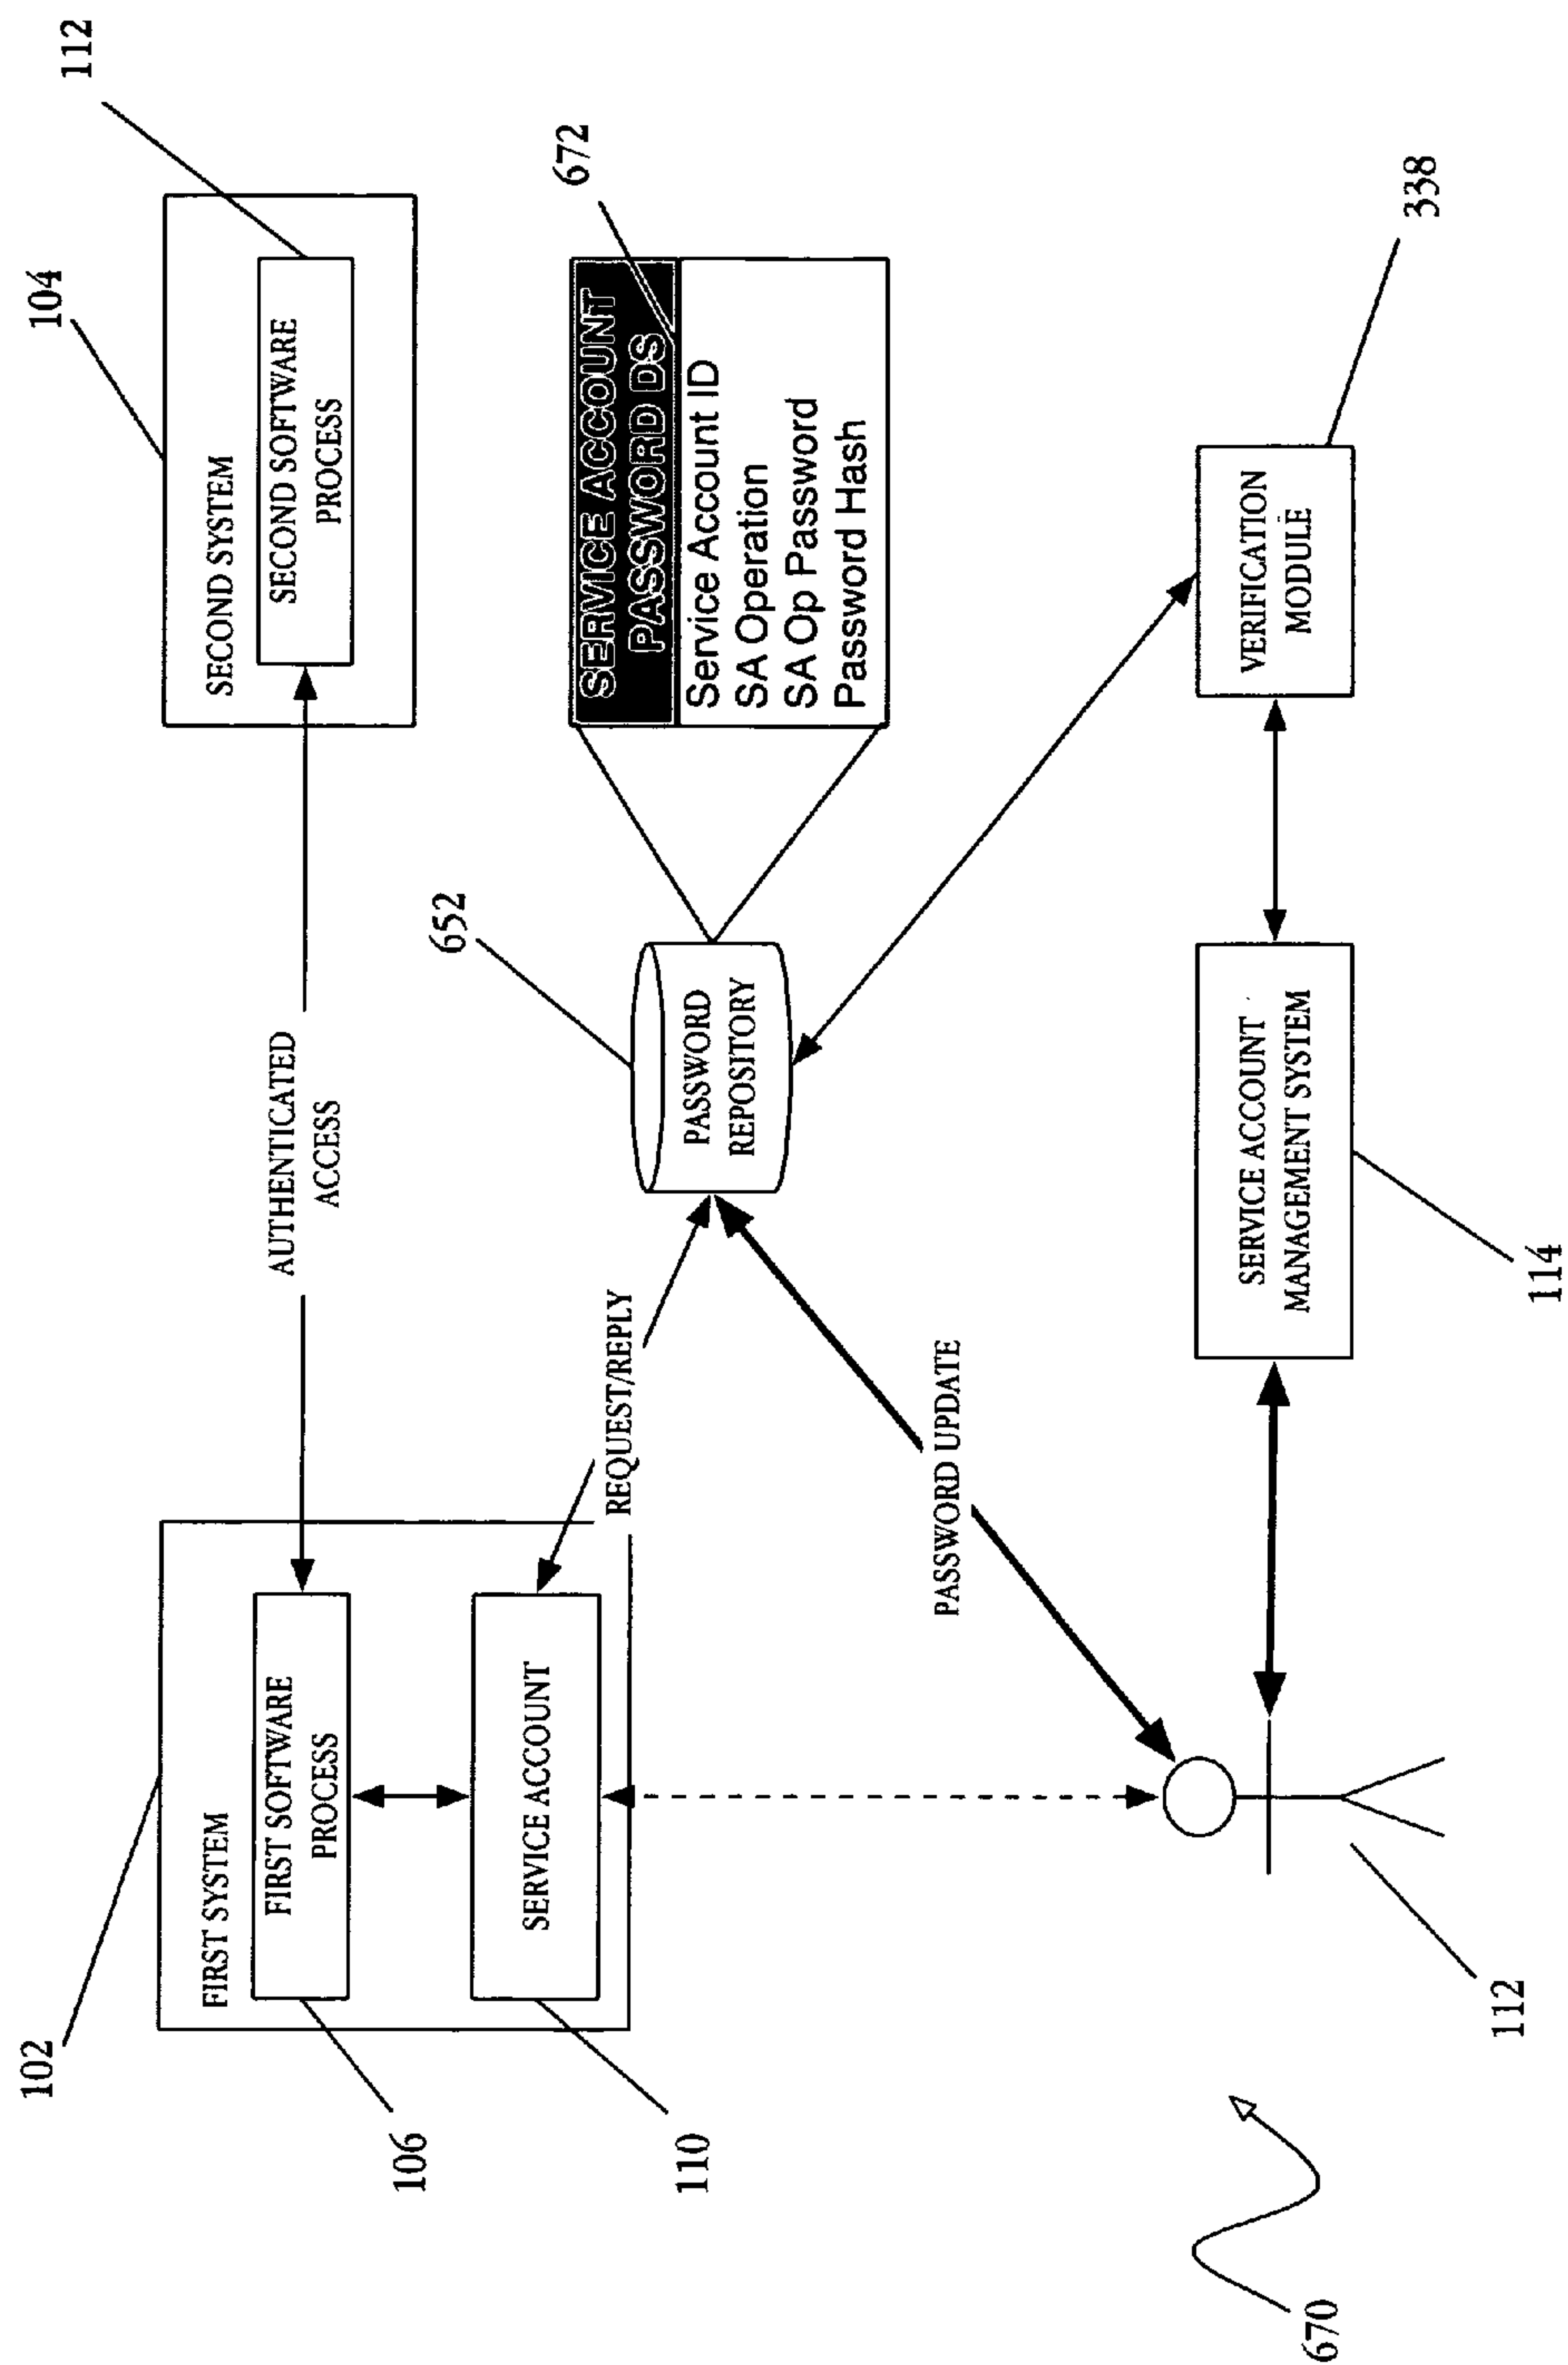 102
FIRST SYSTEM
FIRST SOFTWARE
PROCESS
106
SERVICE ACCOUNT
110
AUTHENTICATED
ACCESS
104
SECOND SYSTEM
SECOND SOFTWARE
PROCESS
112
REQUEST/REPLY
652
PASSWORD
REPOSITORY
672
SERVICE ACCOUNT
PASSWORD DS
Service Account ID
SA Operation
SA Op Password
Password Hash
PASSWORD UPDATE
670
112
SERVICE ACCOUNT
MANAGEMENT SYSTEM
114
VERIFICATION
MODULE
338